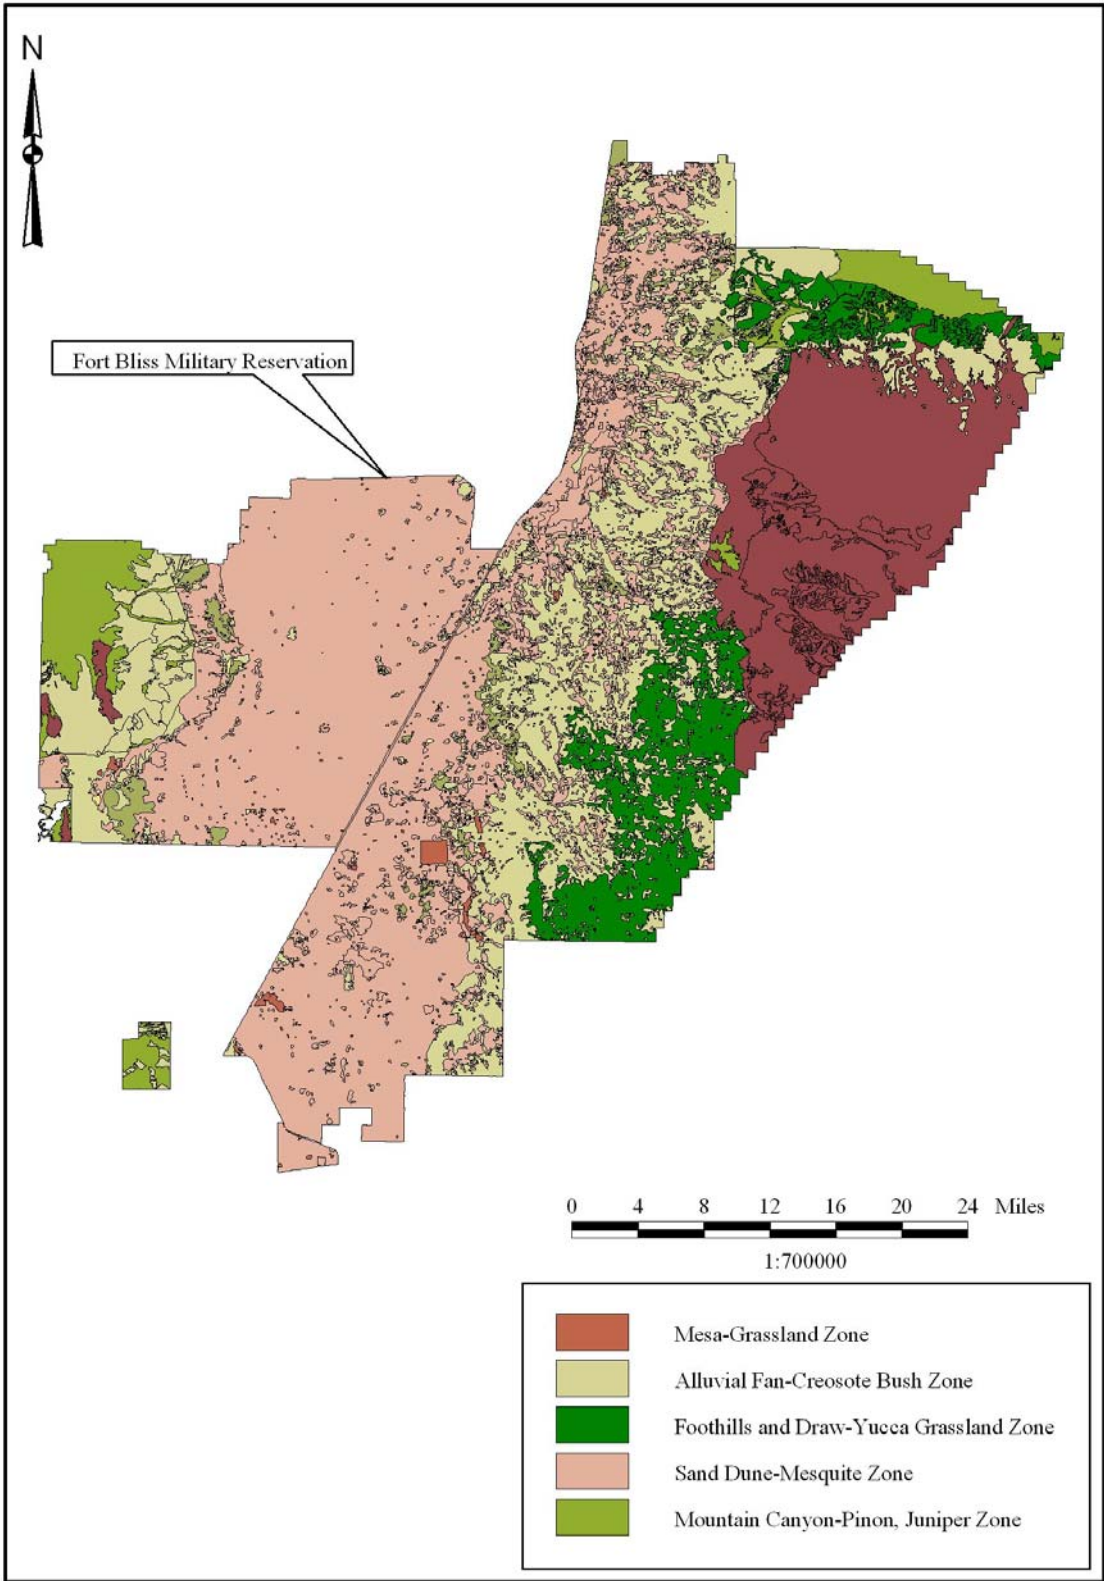 N
Fort Bliss Military Reservation
0 4 8 12 16 20 24 Miles
1:700000
Mesa-Grassland Zone
Alluvial Fan-Creosote Bush Zone
Foothills and Draw-Yucca Grassland Zone
Sand Dune-Mesquite Zone
Mountain Canyon-Pinon, Juniper Zone